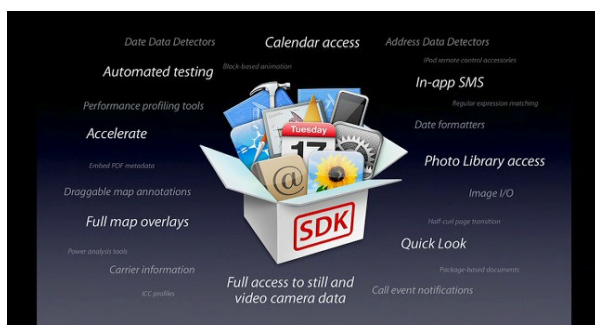 Date Data Detectors
Calendar access
Address Data Detectors
Block-based animation
iPod remote control accessories
Automated testing
In-app SMS
Performance profiling tools
Regular expression matching
Date formatters
Accelerate
Tuesday
17
Embed PDF metadata
Photo Library access
@
Draggable map annotations
Image I/O
Full map overlays
SDK
Half-curl page transition
Quick Look
Power analysis tools
Carrier information
Package-based documents
Full access to still and
video camera data
ICC profiles
Call event notifications